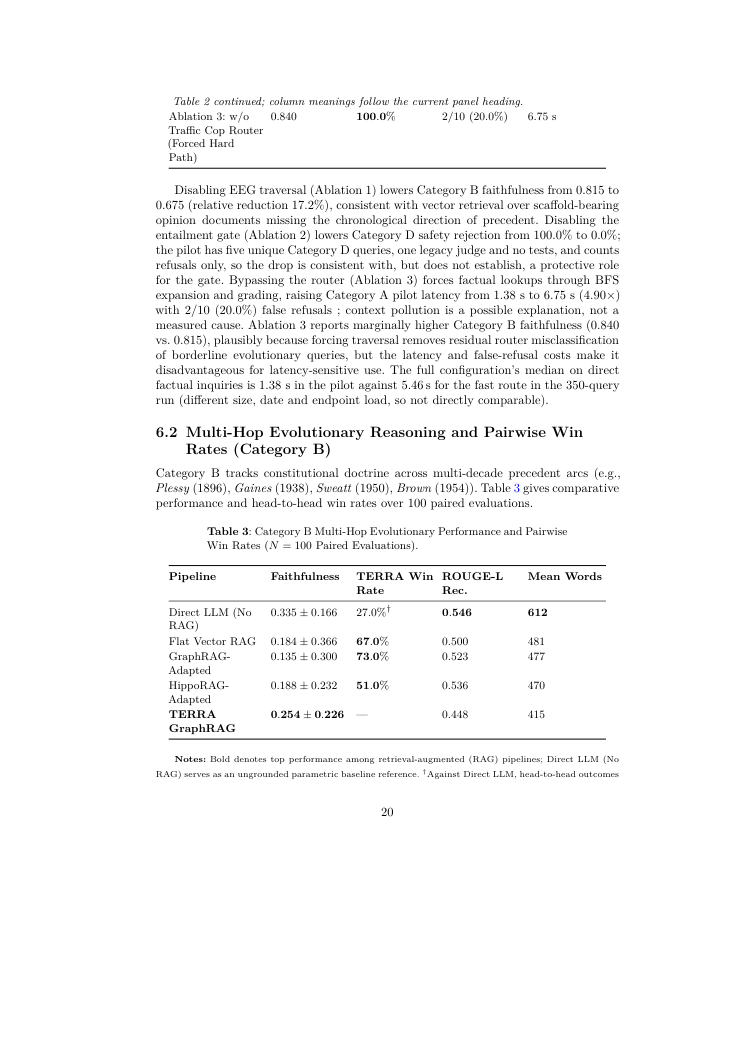 Table 2 continued; column meanings follow the current panel heading.
Ablation 3: w/o 0.840 100.0% 2/10 (20.0%) 6.75 s
Traffic Cop Router
(Forced Hard
Path)
Disabling EEG traversal (Ablation 1) lowers Category B faithfulness from 0.815 to
0.675 (relative reduction 17.2%), consistent with vector retrieval over scaffold-bearing
opinion documents missing the chronological direction of precedent. Disabling the
entailment gate (Ablation 2) lowers Category D safety rejection from 100.0% to 0.0%;
the pilot has five unique Category D queries, one legacy judge and no tests, and counts
refusals only, so the drop is consistent with, but does not establish, a protective role
for the gate. Bypassing the router (Ablation 3) forces factual lookups through BFS
expansion and grading, raising Category A pilot latency from 1.38 s to 6.75 s (4.90×)
with 2/10 (20.0%) false refusals ; context pollution is a possible explanation, not a
measured cause. Ablation 3 reports marginally higher Category B faithfulness (0.840
vs. 0.815), plausibly because forcing traversal removes residual router misclassification
of borderline evolutionary queries, but the latency and false-refusal costs make it
disadvantageous for latency-sensitive use. The full configuration's median on direct
factual inquiries is 1.38 s in the pilot against 5.46 s for the fast route in the 350-query
run (different size, date and endpoint load, so not directly comparable).
6.2 Multi-Hop Evolutionary Reasoning and Pairwise Win
Rates (Category B)
Category B tracks constitutional doctrine across multi-decade precedent arcs (e.g.,
Plessy (1896), Gaines (1938), Sweatt (1950), Brown (1954)). Table 3 gives comparative
performance and head-to-head win rates over 100 paired evaluations.
Table 3: Category B Multi-Hop Evolutionary Performance and Pairwise
Win Rates (N = 100 Paired Evaluations).
Pipeline Faithfulness TERRA Win ROUGE-L Mean Words
Rate Rec.
Direct LLM (No 0.335 ± 0.166 27.0%† 0.546 612
RAG)
Flat Vector RAG 0.184 ± 0.366 67.0% 0.500 481
GraphRAG- 0.135 ± 0.300 73.0% 0.523 477
Adapted
HippoRAG- 0.188 ± 0.232 51.0% 0.536 470
Adapted
TERRA 0.254 ± 0.226 — 0.448 415
GraphRAG
Notes: Bold denotes top performance among retrieval-augmented (RAG) pipelines; Direct LLM (No
RAG) serves as an ungrounded parametric baseline reference. †Against Direct LLM, head-to-head outcomes
20